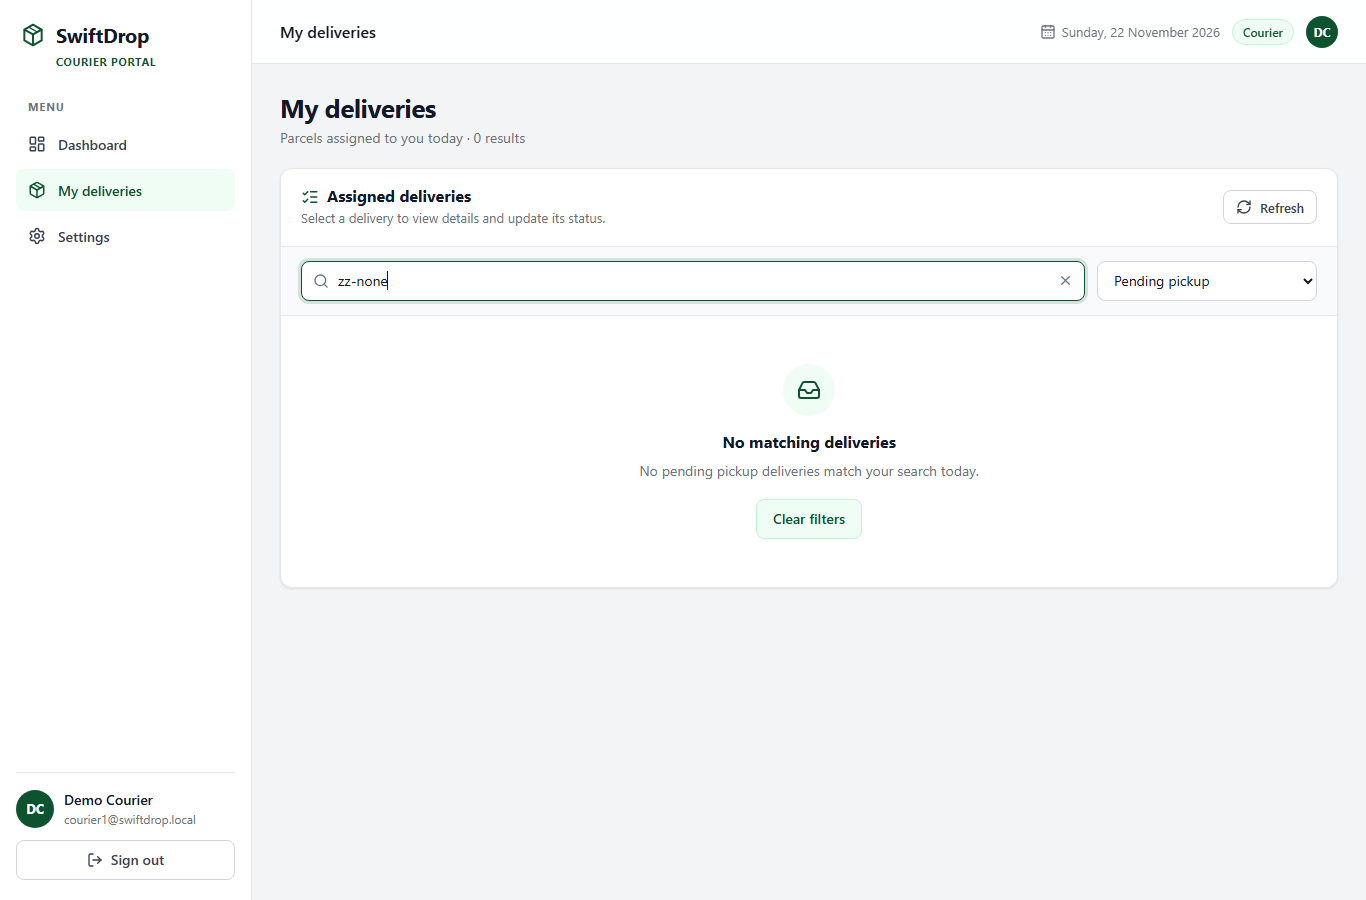 SwiftDrop
COURIER PORTAL
MENU
Dashboard
My deliveries
Settings
DC
Demo Courier
courier1@swiftdrop.local
Sign out
My deliveries
Sunday, 22 November 2026
Courier
DC
My deliveries
Parcels assigned to you today · 0 results
Assigned deliveries
Select a delivery to view details and update its status.
Refresh
zz-none
Pending pickup
No matching deliveries
No pending pickup deliveries match your search today.
Clear filters